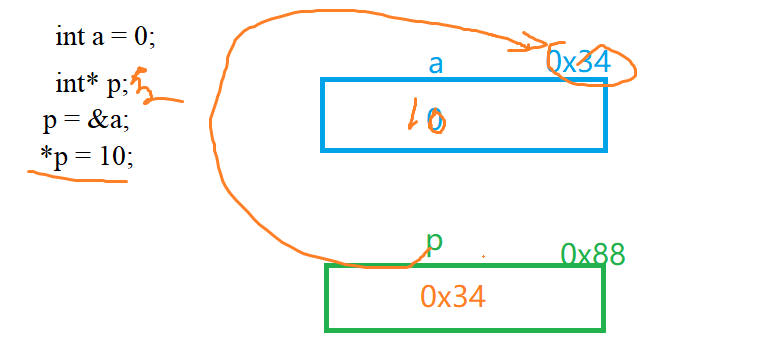 int a = 0;
int* p;
p = &a;
*p = 10;
a
0x34
10
p
0x88
0x34